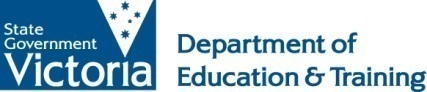 State
Government
Victoria
Department of
Education & Training